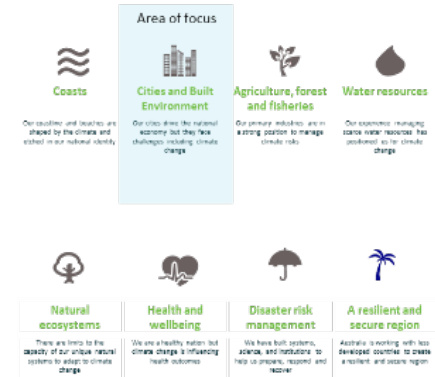 Area of focus
Coasts
Our coastline and beaches are
shaped by the climate and
etched in our national identity
Cities and Built
Environment
Our cities drive the national
economy but they face
challenges including climate
change
Agriculture, forest
and fisheries
Our primary industries are in
a strong position to manage
climate risks
Water resources
Our experience managing
scarce water resources has
positioned us for climate
change
Natural
ecosystems
There are limits to the
capacity of our unique natural
systems to adapt to climate
change
Health and
wellbeing
We are a healthy nation but
climate change is influencing
health outcomes
Disaster risk
management
We have built systems,
science, and institutions to
help us prepare, respond and
recover
A resilient and
secure region
Australia is working with less
developed countries to create
a resilient and secure region